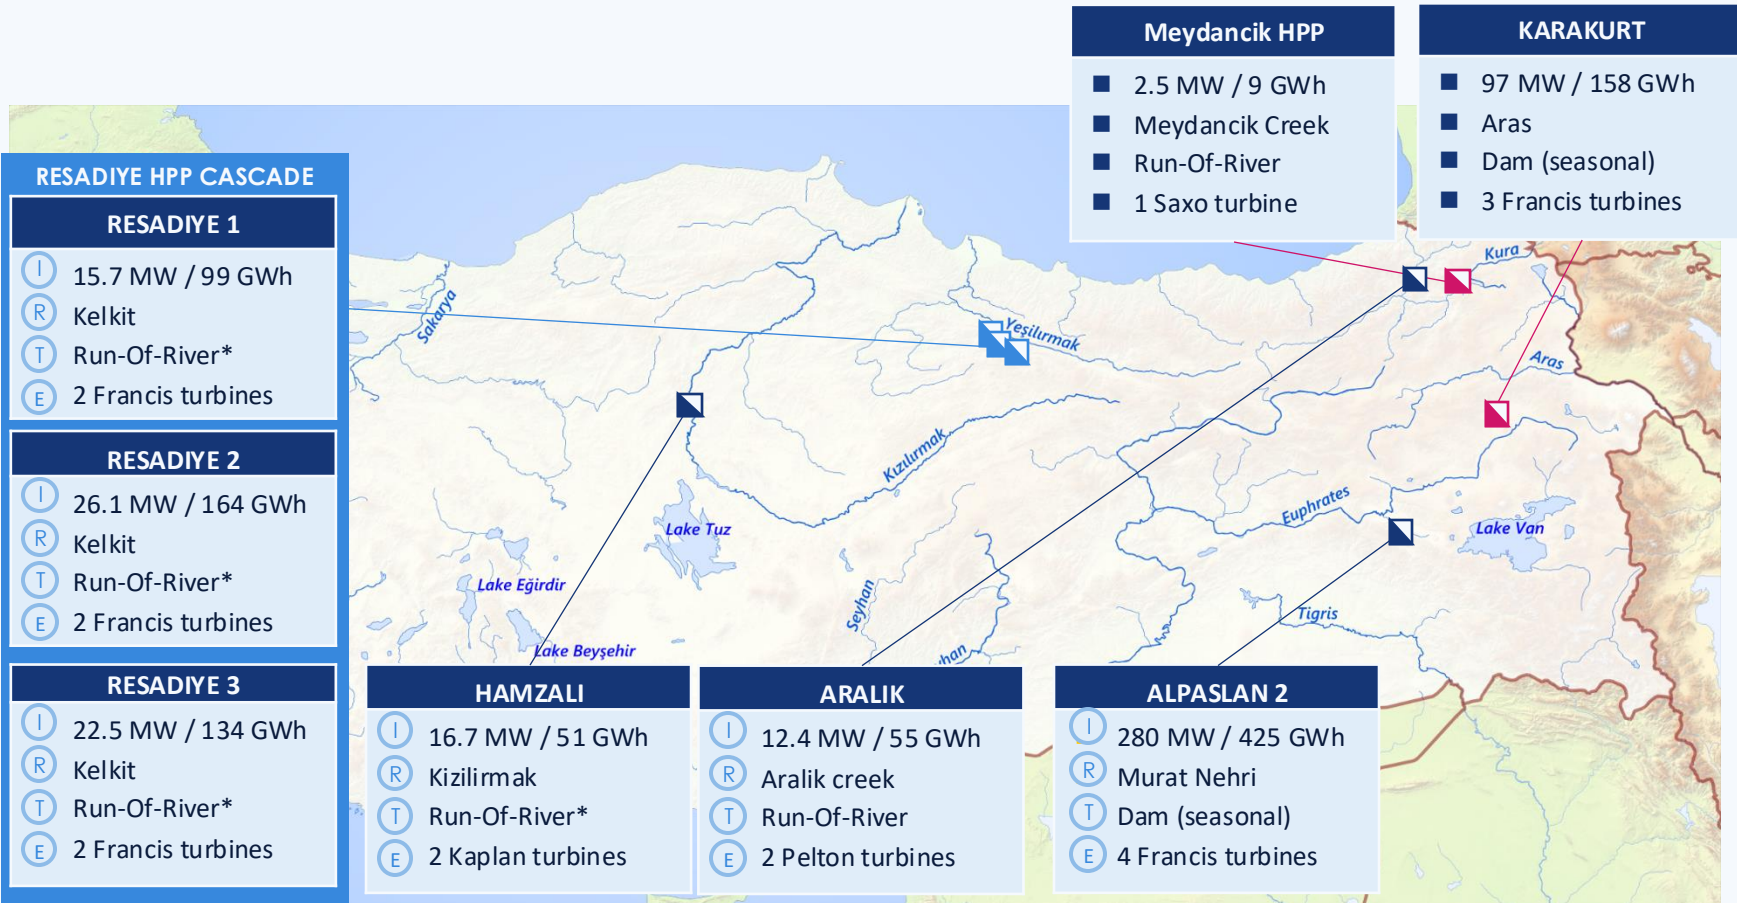 Meydancik HPP
2.5 MW / 9 GWh
Meydancik Creek
Run-Of-River
1 Saxo turbine
KARAKURT
97 MW / 158 GWh
Aras
Dam (seasonal)
3 Francis turbines
RESADIYE HPP CASCADE
RESADIYE 1
I 15.7 MW / 99 GWh
R Kelkit
T Run-Of-River*
E 2 Francis turbines
RESADIYE 2
I 26.1 MW / 164 GWh
R Kelkit
T Run-Of-River*
E 2 Francis turbines
RESADIYE 3
I 22.5 MW / 134 GWh
R Kelkit
T Run-Of-River*
E 2 Francis turbines
Sakarya
Yeşilırmak
Kura
Aras
Kızılırmak
Euphrates
Lake Tuz
Lake Van
Lake Eğirdir
Seyhan
Tigris
Lake Beyşehir
han
HAMZALI
I 16.7 MW / 51 GWh
R Kizilirmak
T Run-Of-River*
E 2 Kaplan turbines
ARALIK
I 12.4 MW / 55 GWh
R Aralik creek
T Run-Of-River
E 2 Pelton turbines
ALPASLAN 2
I 280 MW / 425 GWh
R Murat Nehri
T Dam (seasonal)
E 4 Francis turbines